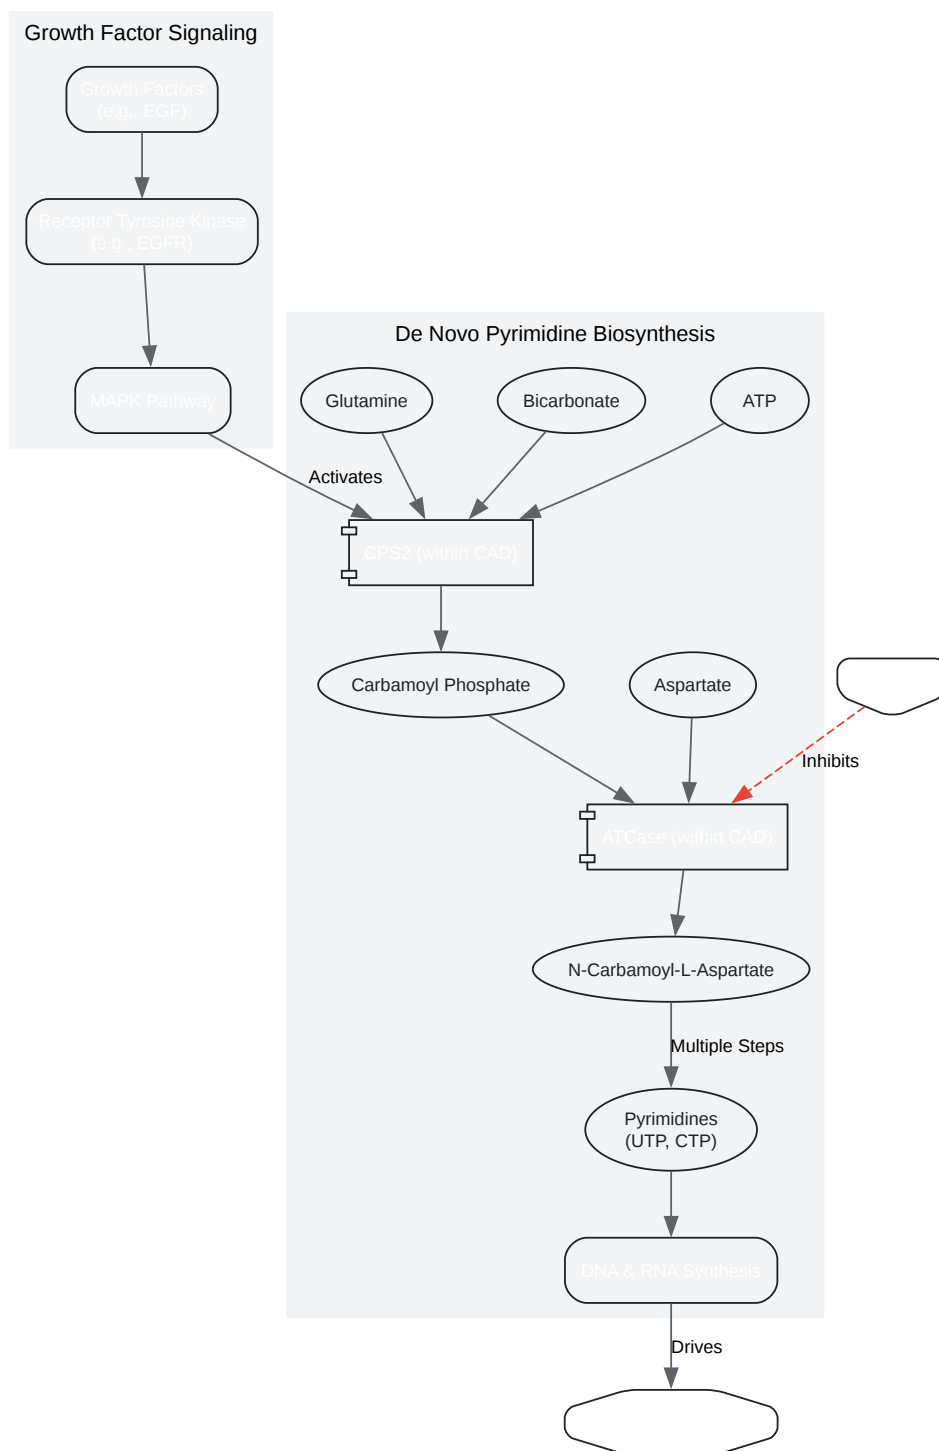 Growth Factor Signaling
Growth Factors
(e.g., EGF)
Receptor Tyrosine Kinase
(e.g., EGFR)
De Novo Pyrimidine Biosynthesis
MAPK Pathway
Glutamine
Bicarbonate
ATP
Activates
CPS2 (within CAD)
Carbamoyl Phosphate
Aspartate
Inhibits
ATCase (within CAD)
N-Carbamoyl-L-Aspartate
Multiple Steps
Pyrimidines
(UTP, CTP)
DNA & RNA Synthesis
Drives